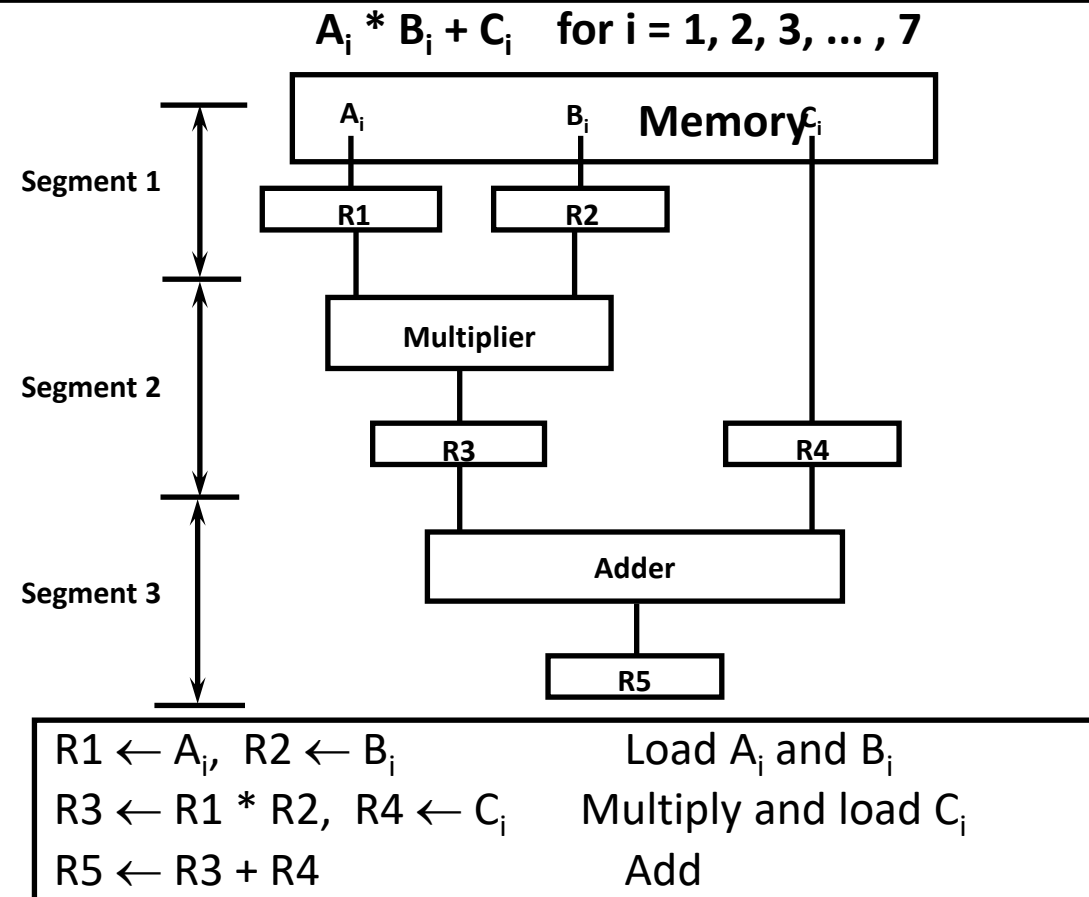 Aᵢ * Bᵢ + Cᵢ for i = 1, 2, 3, ... , 7
Aᵢ Bᵢ Memory Cᵢ
Segment 1
R1 R2
Multiplier
Segment 2
R3 R4
Adder
Segment 3
R5
R1 ← Aᵢ, R2 ← Bᵢ Load Aᵢ and Bᵢ
R3 ← R1 * R2, R4 ← Cᵢ Multiply and load Cᵢ
R5 ← R3 + R4 Add